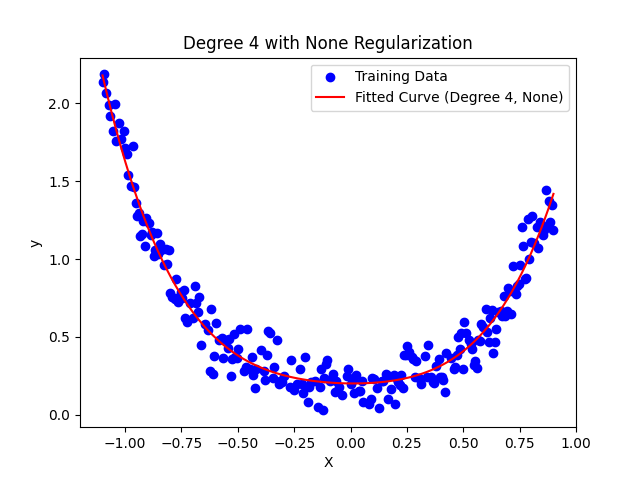 Degree 4 with None Regularization
Training Data
Fitted Curve (Degree 4, None)
2.0
1.5
1.0
0.5
0.0
y
−1.00 −0.75 −0.50 −0.25 0.00 0.25 0.50 0.75 1.00
X